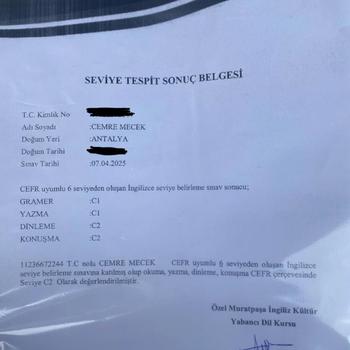 SEVİYE TESPİT SONUÇ BELGESİ
T.C. Kimlik No
Adı Soyadı :CEMRE MECEK
Doğum Yeri :ANTALYA
Doğum Tarihi
Sınav Tarihi :07.04.2025
CEFR uyumlu 6 seviyeden oluşan İngilizce seviye belirleme sınav sonucu;
GRAMER :C1
YAZMA :C1
DİNLEME :C2
KONUŞMA :C2
11236672244 T.C nolu CEMRE MECEK CEFR uyumlu 6 seviyeden oluşan İngilizce
seviye belirleme sınavına katılmış olup okuma, yazma, dinleme, konuşma CEFR çerçevesinde
Seviye C2 Olarak değerlendirilmiştir.
Özel Muratpaşa İngiliz Kültür
Yabancı Dil Kursu